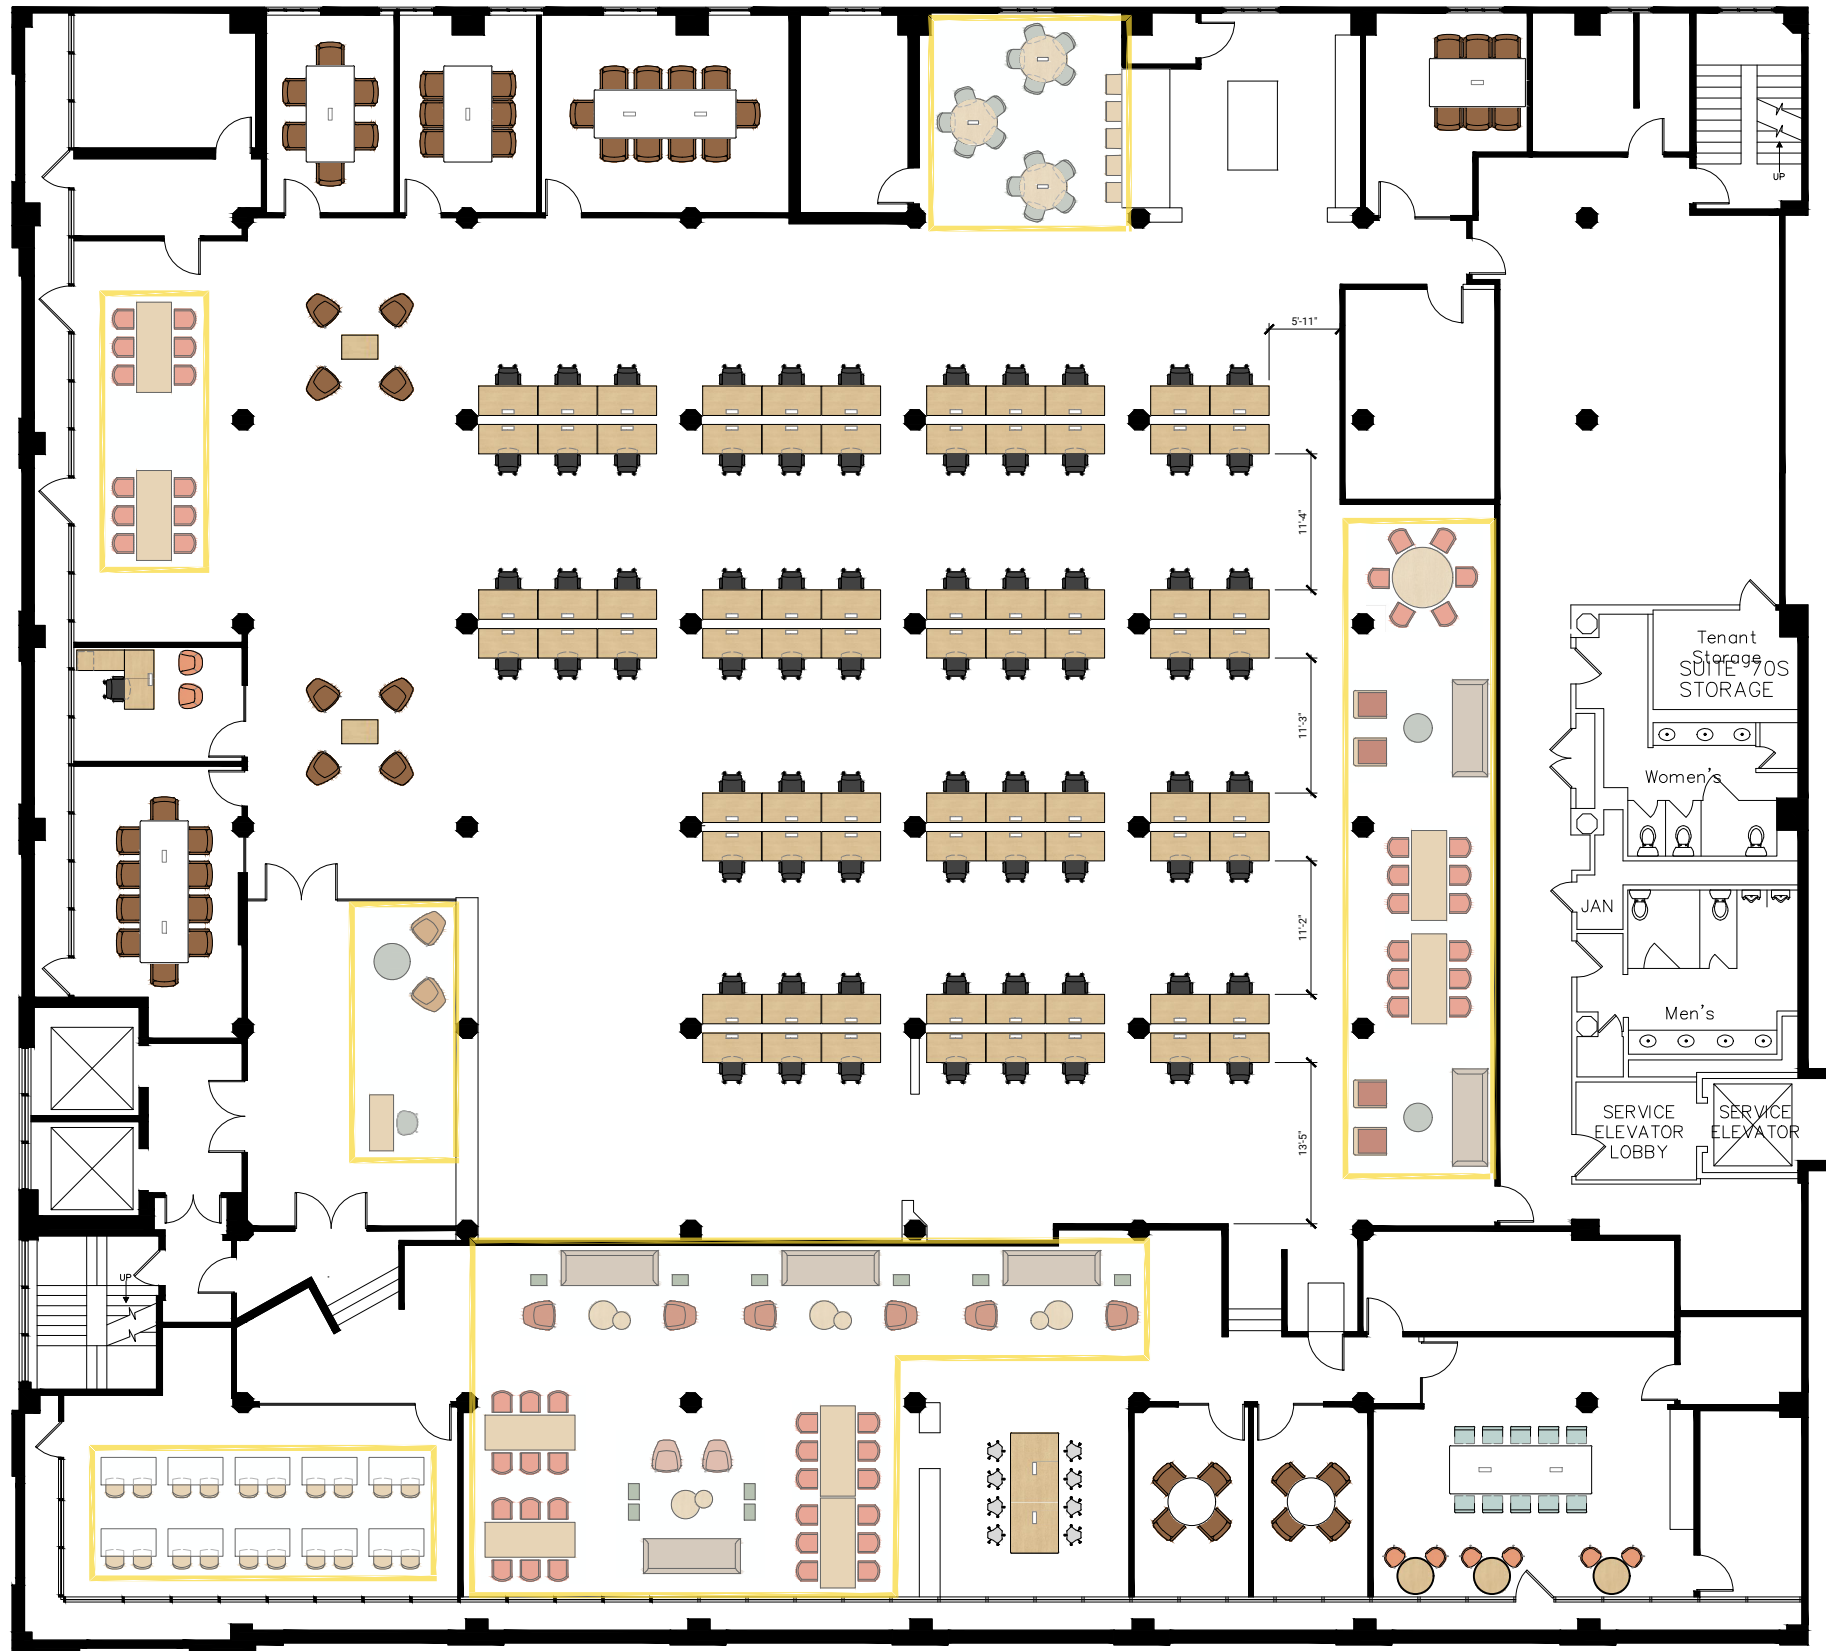 UP
5'-11"
11'-4"
Tenant
Storage
SUITE 70S
STORAGE
11'-3"
Women's
JAN
11'-2"
Men's
SERVICE
ELEVATOR
LOBBY
SERVICE
ELEVATOR
13'-5"
UP